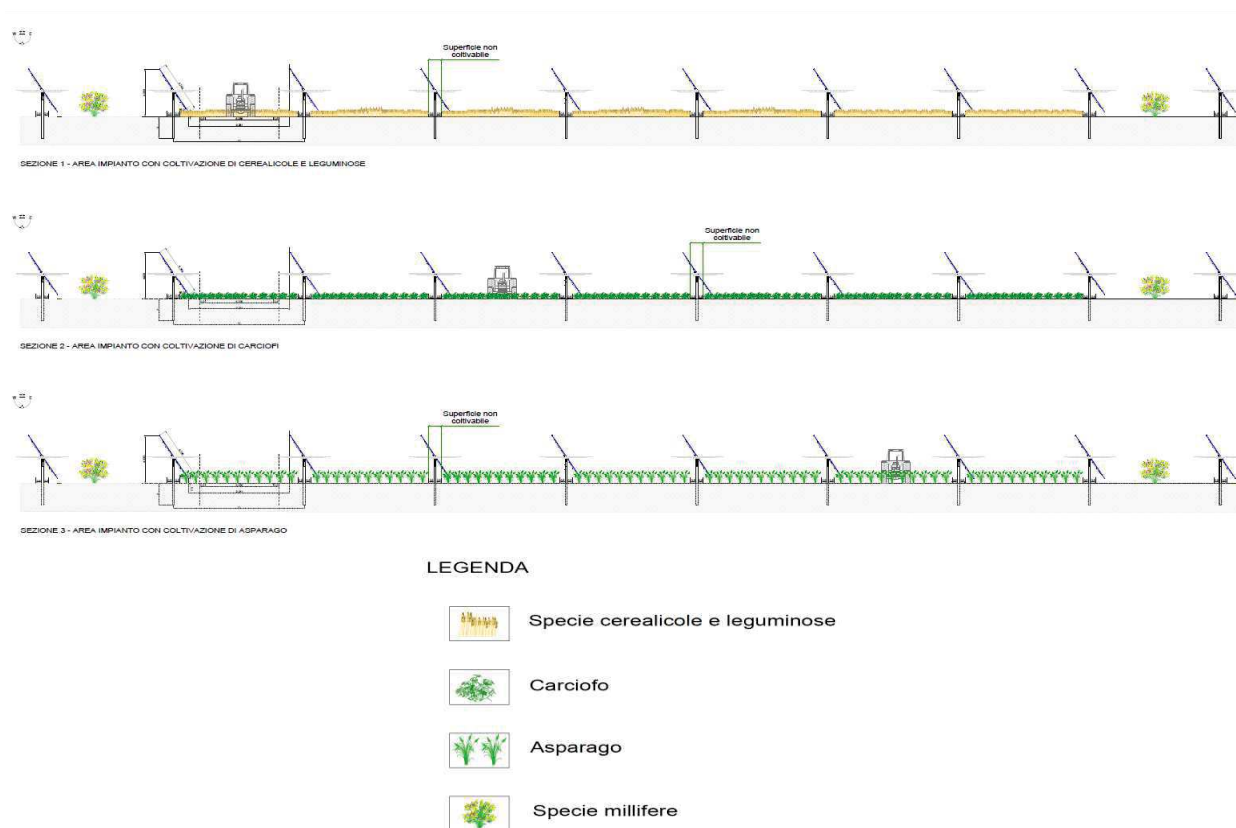 Superficie non
coltivabile
SEZIONE 1 - AREA IMPIANTO CON COLTIVAZIONE DI CEREALICOLE E LEGUMINOSE
Superficie non
coltivabile
SEZIONE 2 - AREA IMPIANTO CON COLTIVAZIONE DI CARCIOFI
Superficie non
coltivabile
SEZIONE 3 - AREA IMPIANTO CON COLTIVAZIONE DI ASPARAGO
LEGENDA
Specie cerealicole e leguminose
Carciofo
Asparago
Specie millifere